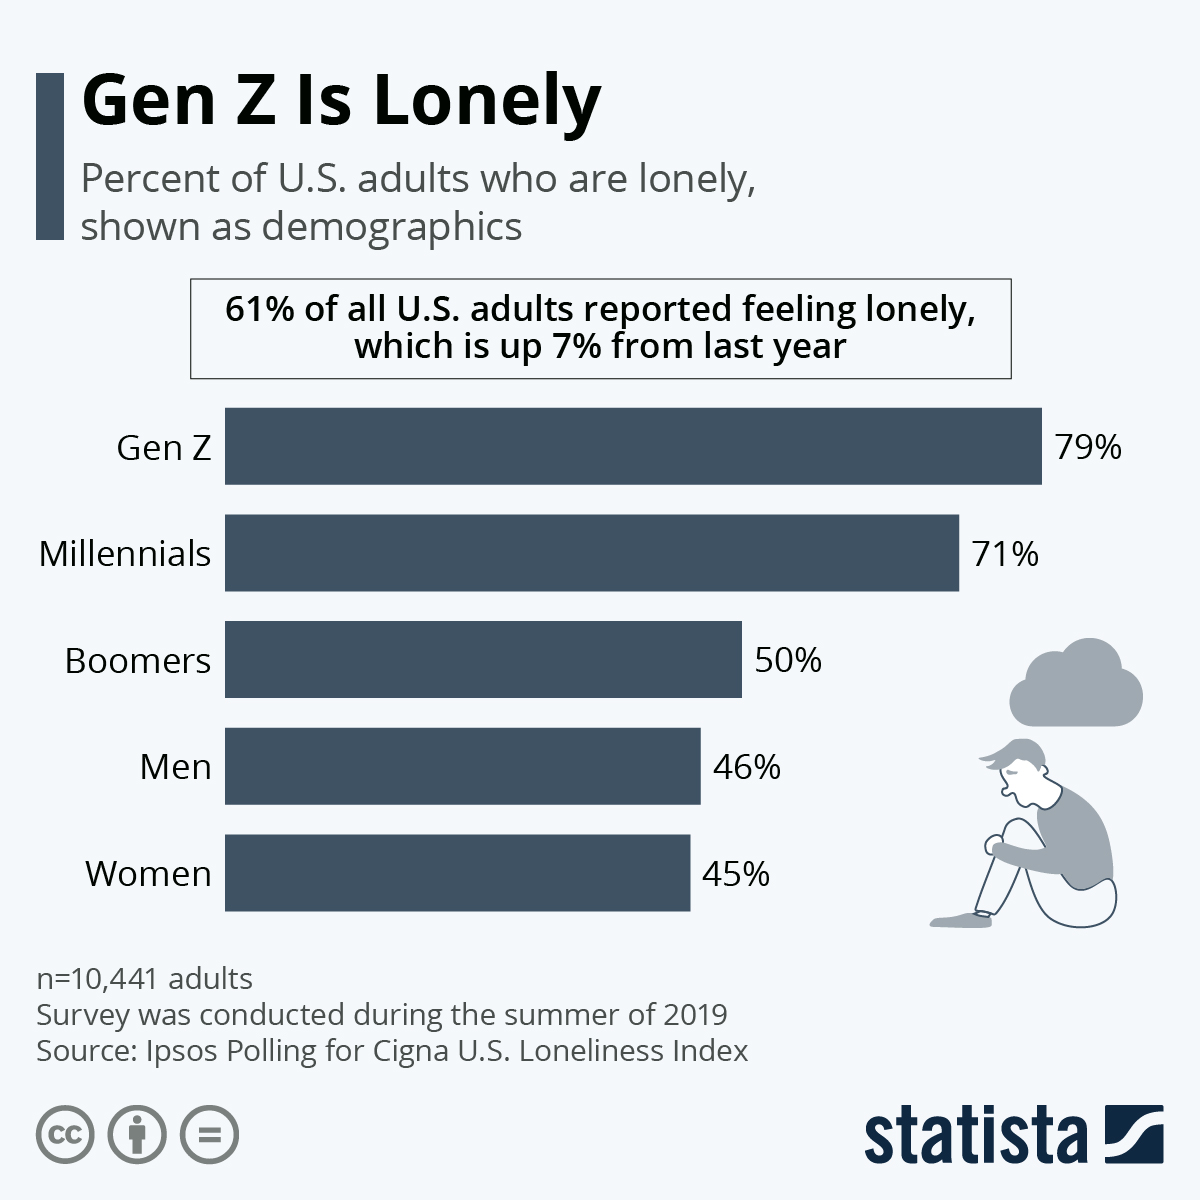 Gen Z Is Lonely
Percent of U.S. adults who are lonely,
shown as demographics
61% of all U.S. adults reported feeling lonely,
which is up 7% from last year
Gen Z 79%
Millennials 71%
Boomers 50%
Men 46%
Women 45%
n=10,441 adults
Survey was conducted during the summer of 2019
Source: Ipsos Polling for Cigna U.S. Loneliness Index
cc =
statista